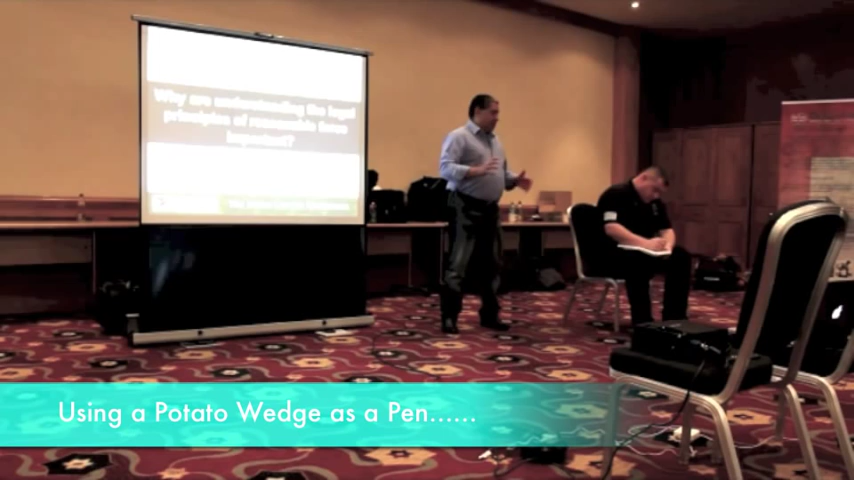 Why are understanding the legal
principles of reasonable force
important?
Using a Potato Wedge as a Pen......